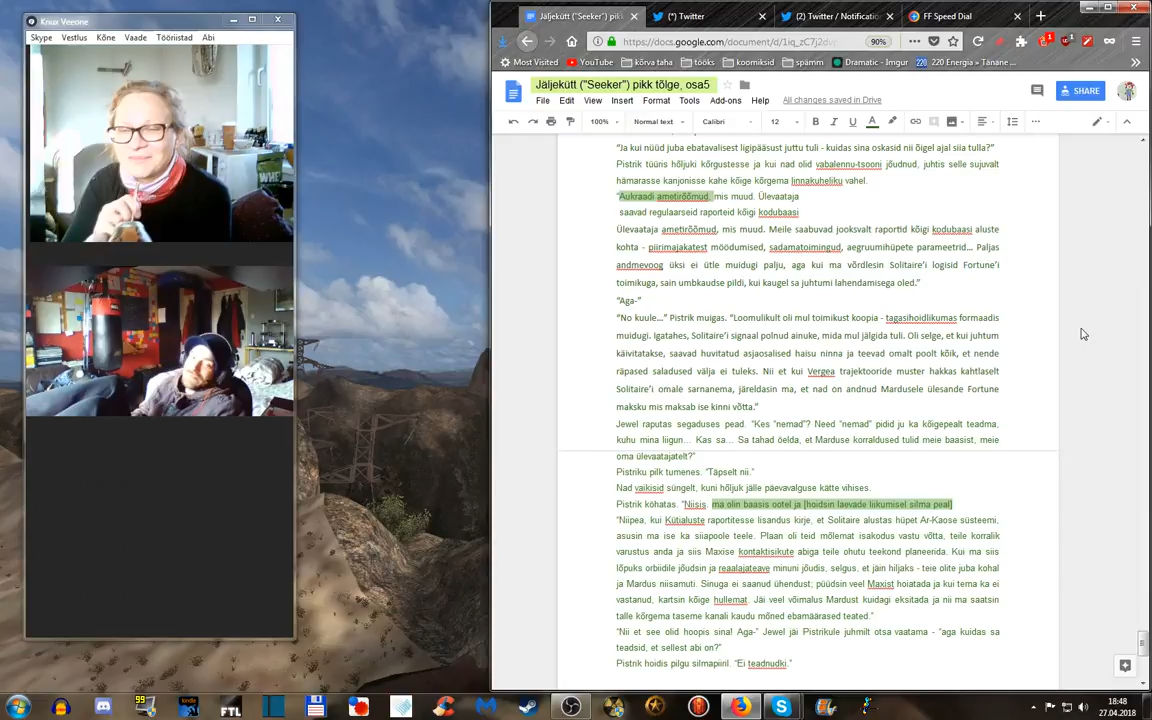 Knux Veeone
Skype Vestlus Kõne Vaade Tööriistad Abi
Jäljekütt ("Seeker") pikk
(*) Twitter
(2) Twitter / Notification
FF Speed Dial
https://docs.google.com/document/d/1iq_zC7j2dvp
90%
Most Visited YouTube kõrva taha tööks koomiksid spämm Dramatic - Imgur 220 Energia » Tänane ...
Jäljekütt ("Seeker") pikk tõlge, osa5
SHARE
File Edit View Insert Format Tools Add-ons Help All changes saved in Drive
100% Normal text Calibri 12 B I U A
“Ja kui nüüd juba ebatavalisest ligipääsust juttu tuli - kuidas sina oskasid nii õigel ajal siia tulla?”
Pistrik tüüris hõljuki kõrgustesse ja kui nad olid vabalennu-tsooni jõudnud, juhtis selle sujuvalt
hämarasse kanjonisse kahe kõige kõrgema linnakuheliku vahel.
“Aukraadi ametirõõmud, mis muud. Ülevaataja
saavad regulaarseid raporteid kõigi kodubaasi
Ülevaataja ametirõõmud, mis muud. Meile saabuvad jooksvalt raportid kõigi kodubaasi aluste
kohta - piirimajakatest möödumised, sadamatoimingud, aegruumihüpete parameetrid... Paljas
andmevoog üksi ei ütle muidugi palju, aga kui ma võrdlesin Solitaire’i logisid Fortune’i
toimikuga, sain umbkaudse pildi, kui kaugel sa juhtumi lahendamisega oled.”
“Aga-”
“No kuule...” Pistrik muigas. “Loomulikult oli mul toimikust koopia - tagasihoidlikumas formaadis
muidugi. Igatahes, Solitaire’i signaal polnud ainuke, mida mul jälgida tuli. Oli selge, et kui juhtum
käivitatakse, saavad huvitatud asjaosalised haisu ninna ja teevad omalt poolt kõik, et nende
räpased saladused välja ei tuleks. Nii et kui Vergea trajektooride muster hakkas kahtlaselt
Solitaire’i omale sarnanema, järeldasin ma, et nad on andnud Mardusele ülesande Fortune
maksku mis maksab ise kinni võtta.”
Jewel raputas segaduses pead. “Kes “nemad”? Need “nemad” pidid ju ka kõigepealt teadma,
kuhu mina liigun... Kas sa... Sa tahad öelda, et Marduse korraldused tulid meie baasist, meie
oma ülevaatajatelt?”
Pistriku pilk tumenes. “Täpselt nii.”
Nad vaikisid süngelt, kuni hõljuk jälle päevavalguse kätte vihises.
Pistrik köhatas. “Niisis. ma olin baasis ootel ja [hoidsin laevade liikumisel silma peal]
“Niipea, kui Kütialuste raportitesse lisandus kirje, et Solitaire alustas hüpet Ar-Kaose süsteemi,
asusin ma ise ka siiapoole teele. Plaan oli teid mõlemat isakodus vastu võtta, teile korralik
varustus anda ja siis Maxise kontaktisikute abiga teile ohutu teekond planeerida. Kui ma siis
lõpuks orbiidile jõudsin ja reaalajateave minuni jõudis, selgus, et jäin hiljaks - teie olite juba kohal
ja Mardus niisamuti. Sinuga ei saanud ühendust; püüdsin veel Maxist hoiatada ja kui tema ka ei
vastanud, kartsin kõige hullemat. Jäi veel võimalus Mardust kuidagi eksitada ja nii ma saatsin
talle kõrgema taseme kanali kaudu mõned ebamäärased teated.”
“Nii et see olid hoopis sina! Aga-” Jewel jäi Pistrikule juhmilt otsa vaatama - “aga kuidas sa
teadsid, et sellest abi on?”
Pistrik hoidis pilgu silmapiiril. “Ei teadnudki.”
FTL
18:48
27.04.2018